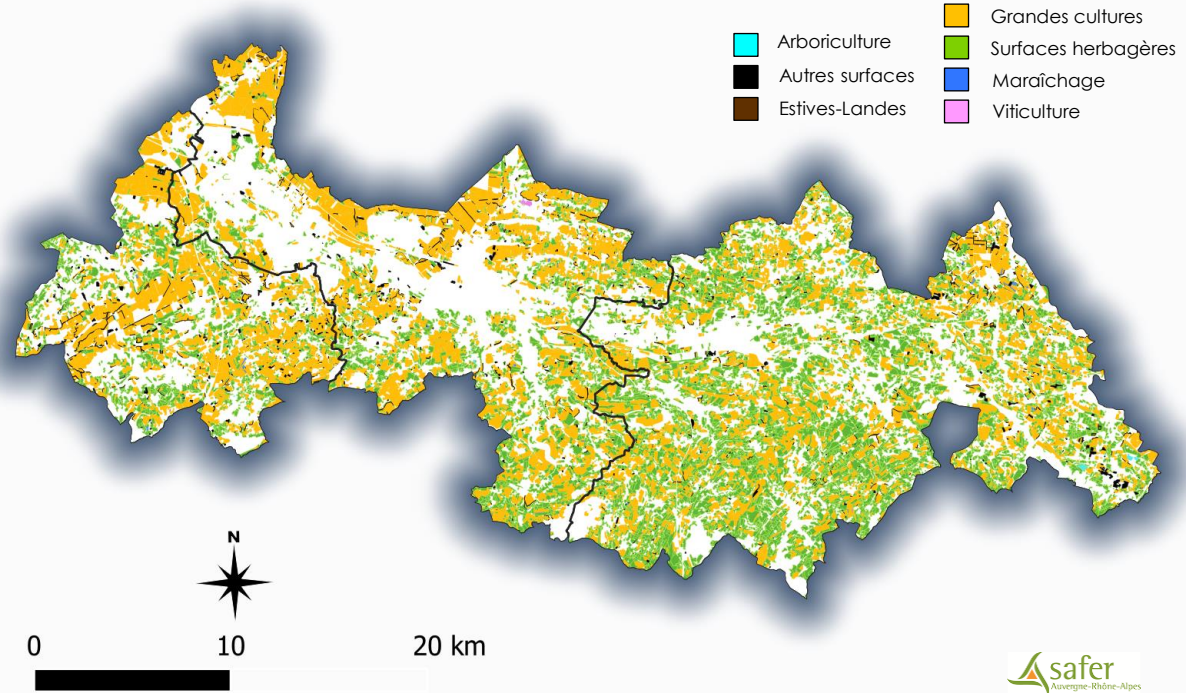 Arboriculture
Autres surfaces
Estives-Landes
Grandes cultures
Surfaces herbagères
Maraîchage
Viticulture
N
0 10 20 km
safer
Auvergne-Rhône-Alpes